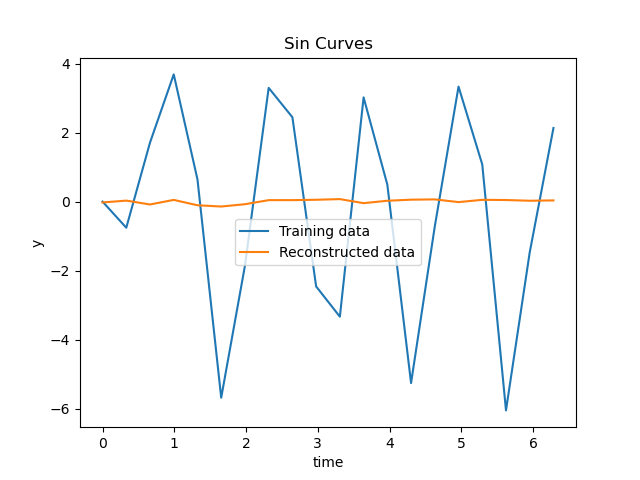 Sin Curves
4
2
0
−2
−4
−6
y
Training data
Reconstructed data
0 1 2 3 4 5 6
time